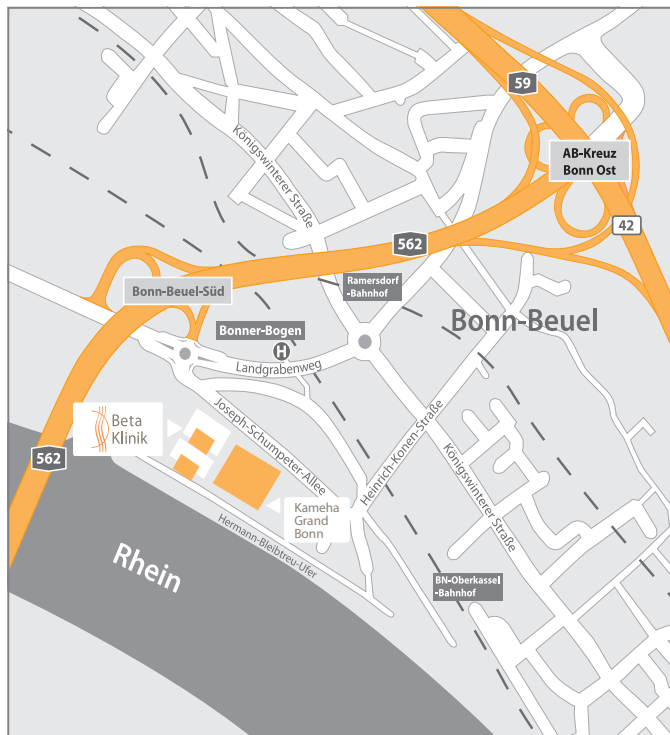 59
AB-Kreuz
Bonn Ost
42
Königswinterer Straße
562
Ramersdorf
-Bahnhof
Bonn-Beuel-Süd
Bonn-Beuel
Bonner-Bogen
H
Landgrabenweg
Beta
Klinik
Joseph-Schumpeter-Allee
Heinrich-Konen-Straße
Königswinterer Straße
562
Kameha
Grand
Bonn
Hermann-Bleibtreu-Ufer
Rhein
BN-Oberkassel
-Bahnhof